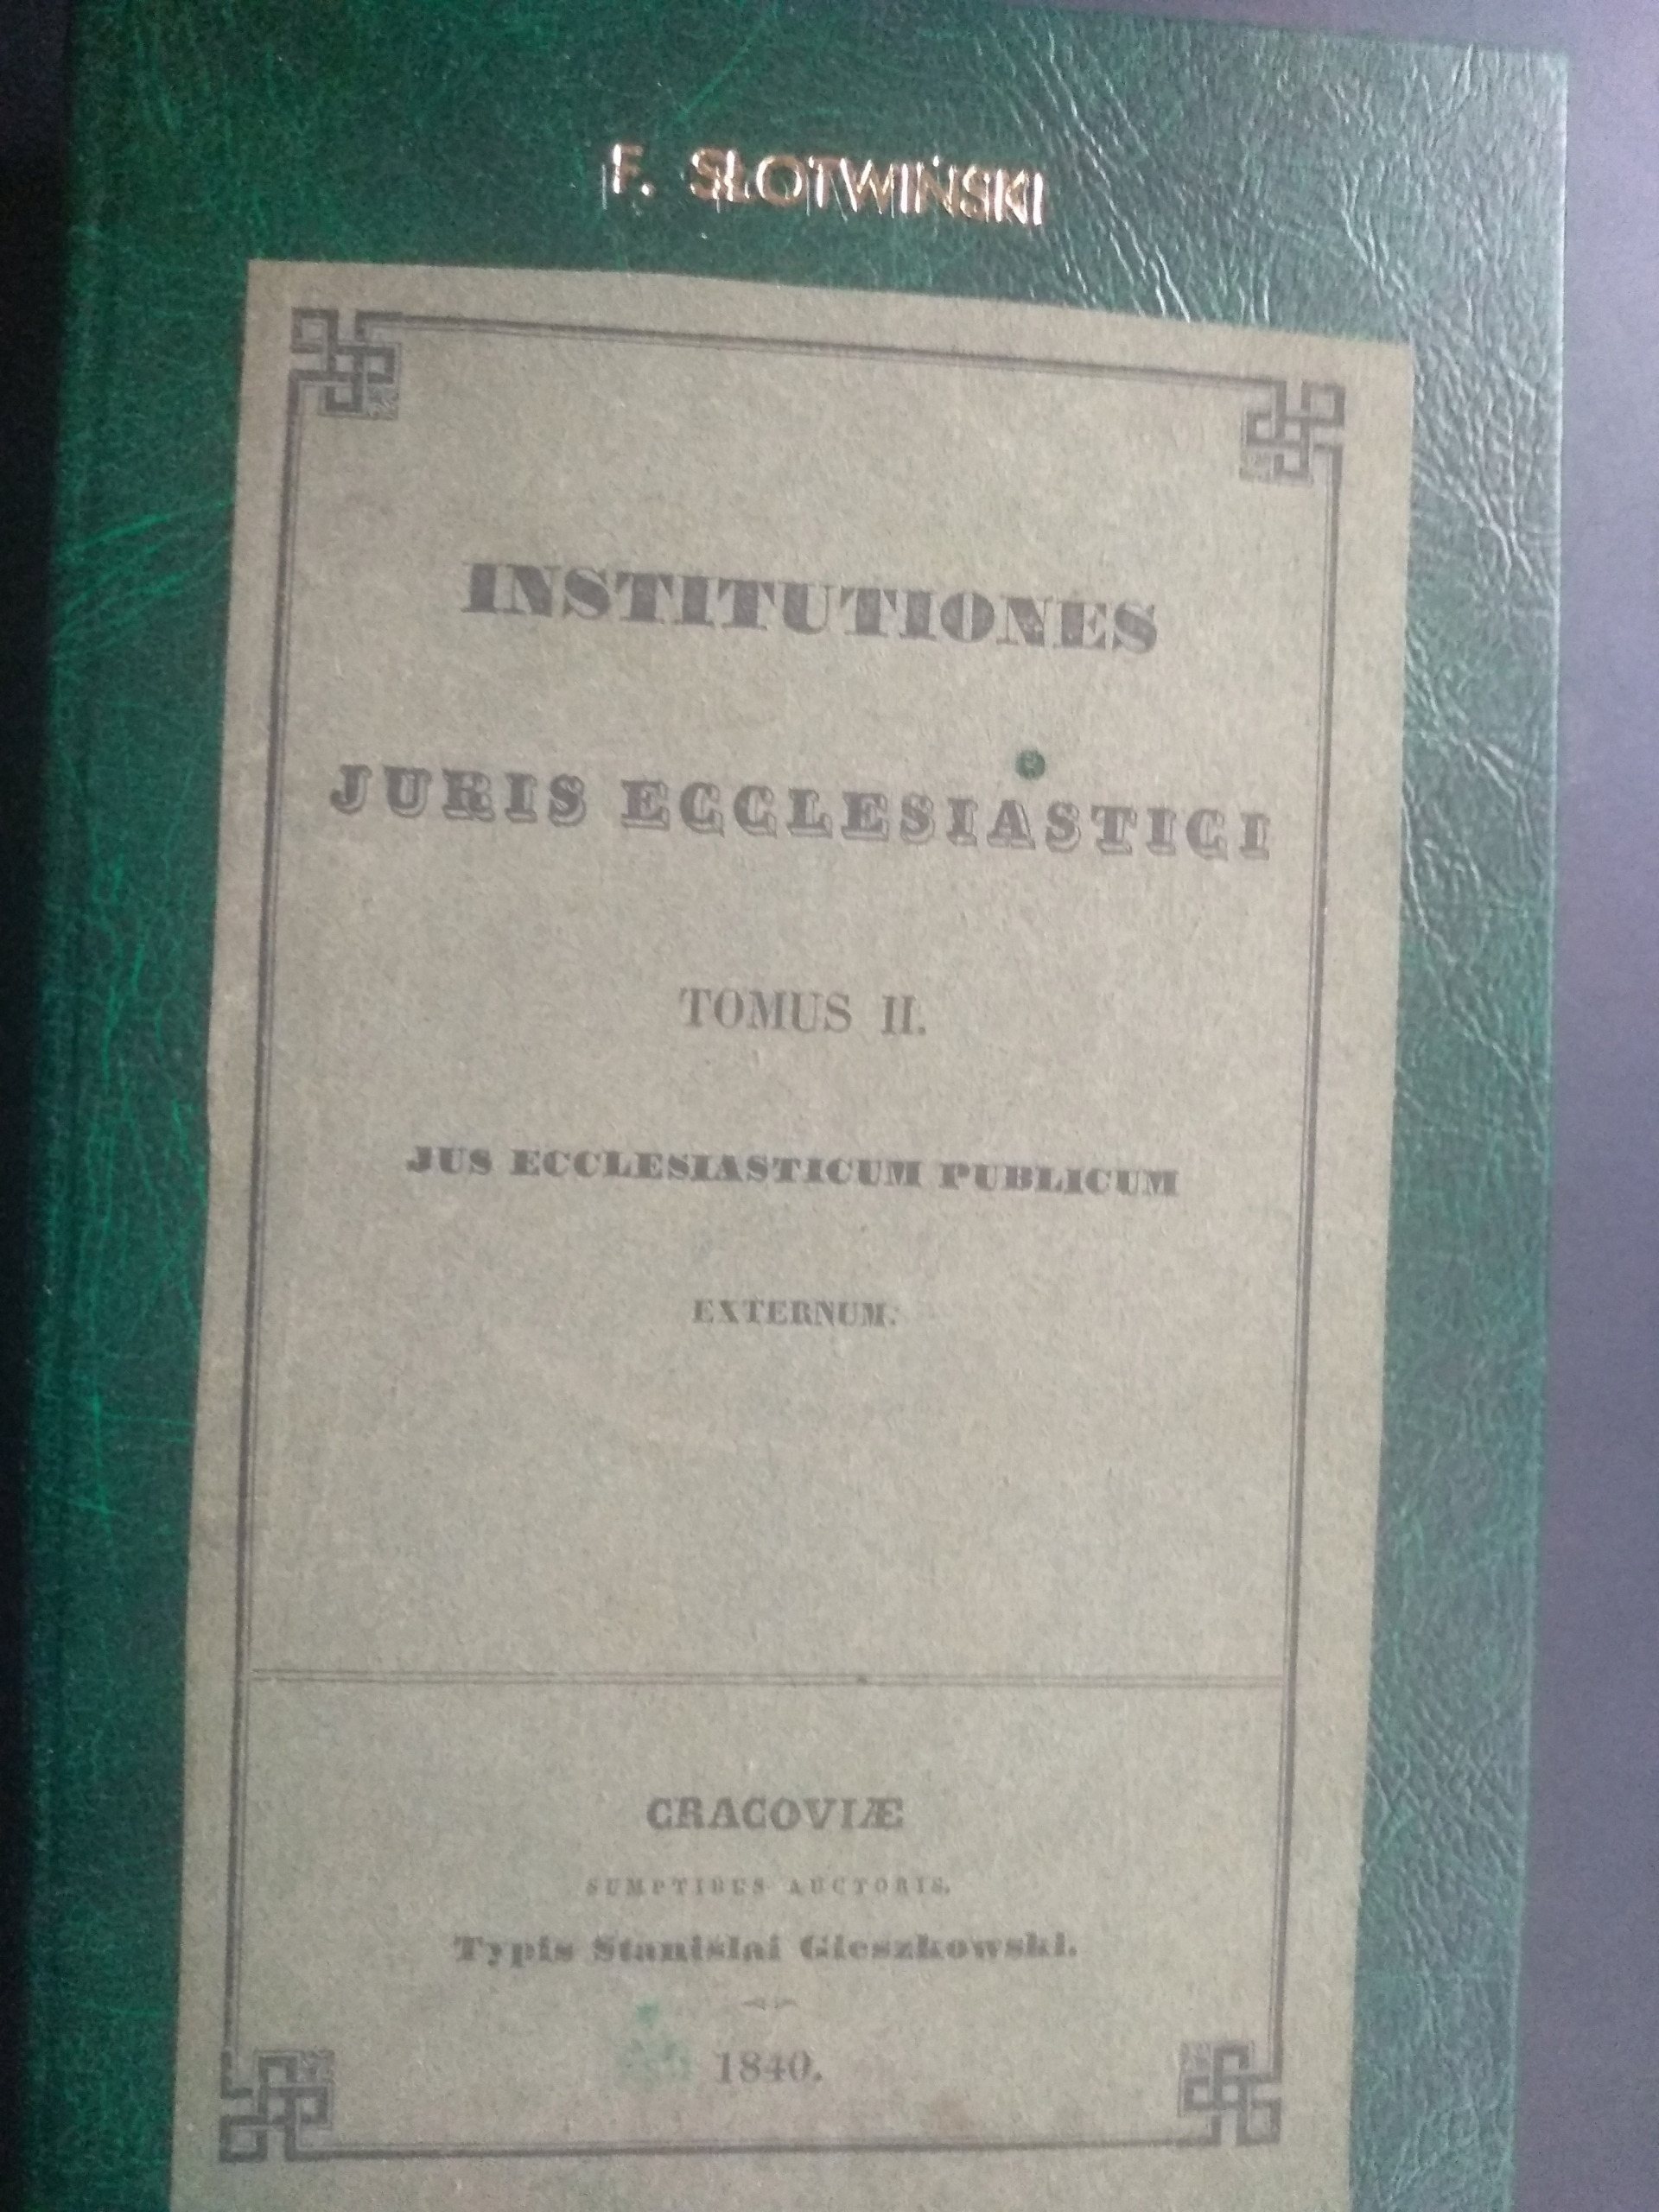 F. SŁOTWIŃSKI
INSTITUTIONES
JURIS ECCLESIASTICI
TOMUS II.
JUS ECCLESIASTICUM PUBLICUM
EXTERNUM.
CRACOVIÆ
SUMPTIBUS AUCTORIS.
Typis Stanislai Gieszkowski.
1840.